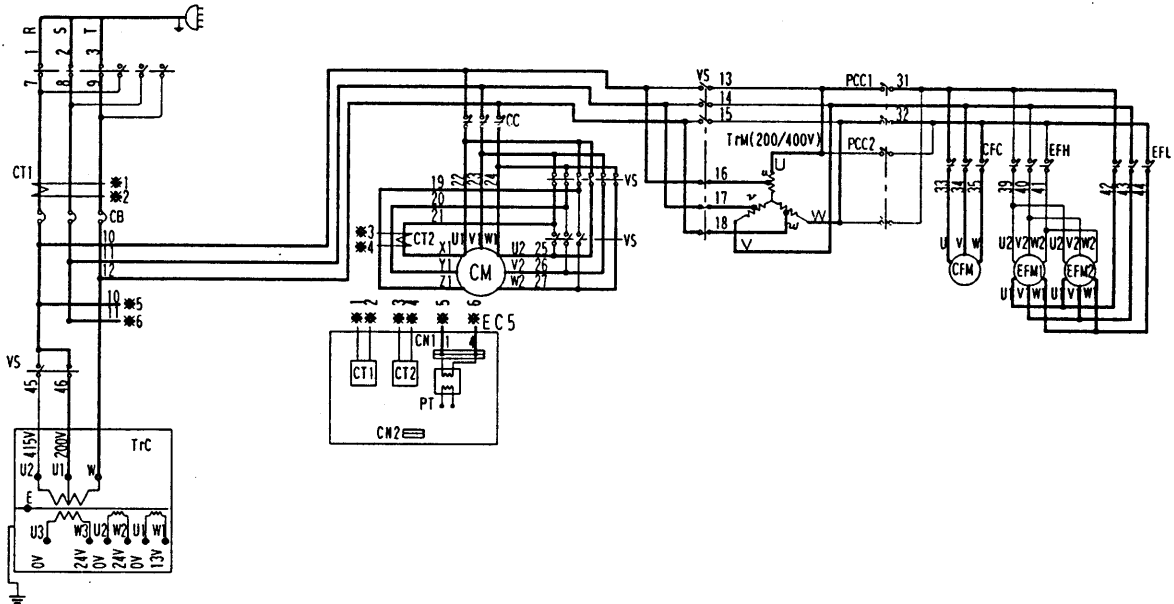 R S T
1 2 3
7 8 9
CT1
※1
※2
CB
10
11
12
10 ※5
11 ※6
VS
45 46
415V 200V TrC
U2 U1 W
E
U3 W3 U2 W2 U1 W1
0V 24V 0V 24V 0V 13V
CC
19 22 23 24
20
21
VS
VS
※3
※4
CT2
U1 V1 W1
X1
Y1
Z1
CM
U2 25
V2 26
W2 27
※1 ※2 ※3 ※4 ※5 ※6
EC5
CN1 1 4
CT1 CT2
PT
CN2
VS 13
14
15
TrM(200/400V)
16
17
18
U
R
V
W
V
PCC1 31
32
PCC2
CFC
33 34 35
U V W
CFM
EFH
39 40 41
U2 V2 W2
EFM1
U1 V1 W1
U2 V2 W2
EFM2
U1 V1 W1
EFL
42 43 44